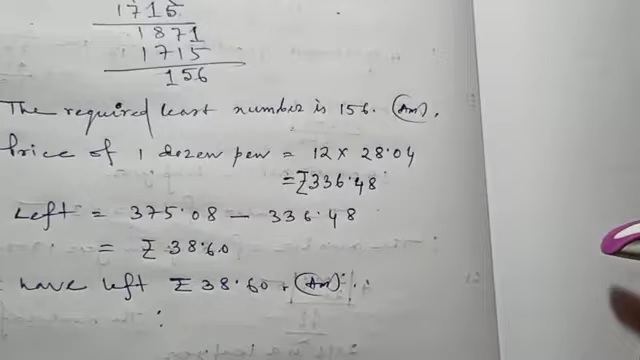 1715
1871
1715
156
The required least number is 156. (Ans).
Price of 1 dozen pen = 12 × 28.04
= ₹336.48
Left = 375.08 – 336.48
= ₹ 38.60
have left ₹ 38.60. (Ans)